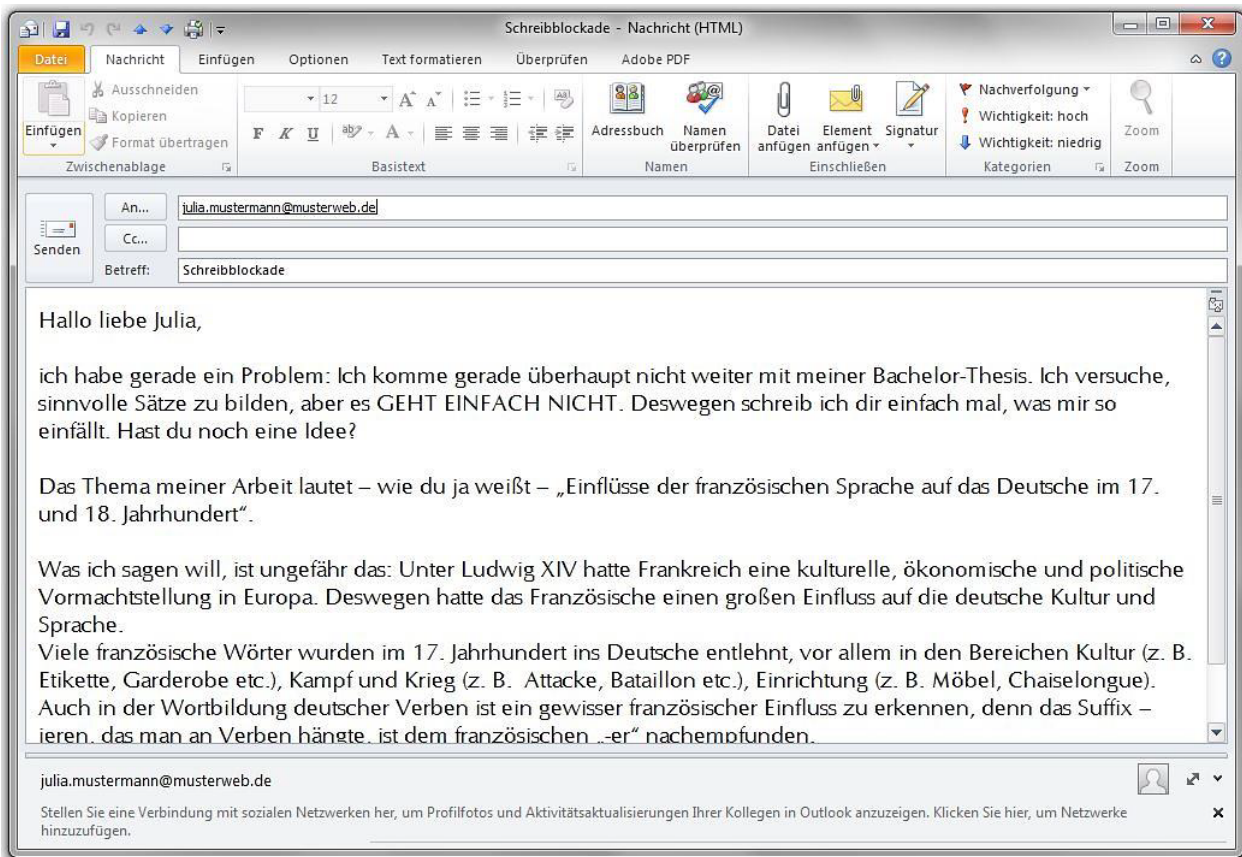 Schreibblockade - Nachricht (HTML)
Datei Nachricht Einfügen Optionen Text formatieren Überprüfen Adobe PDF
Einfügen
Ausschneiden
Kopieren
Format übertragen
Zwischenablage
12
F K U
Basistext
Adressbuch
Namen
überprüfen
Namen
Datei
anfügen
Element
anfügen
Signatur
Einschließen
Nachverfolgung
Wichtigkeit: hoch
Wichtigkeit: niedrig
Kategorien
Zoom
Zoom
Senden
An... julia.mustermann@musterweb.de
Cc...
Betreff: Schreibblockade
Hallo liebe Julia,
ich habe gerade ein Problem: Ich komme gerade überhaupt nicht weiter mit meiner Bachelor-Thesis. Ich versuche,
sinnvolle Sätze zu bilden, aber es GEHT EINFACH NICHT. Deswegen schreib ich dir einfach mal, was mir so
einfällt. Hast du noch eine Idee?
Das Thema meiner Arbeit lautet – wie du ja weißt – „Einflüsse der französischen Sprache auf das Deutsche im 17.
und 18. Jahrhundert“.
Was ich sagen will, ist ungefähr das: Unter Ludwig XIV hatte Frankreich eine kulturelle, ökonomische und politische
Vormachtstellung in Europa. Deswegen hatte das Französische einen großen Einfluss auf die deutsche Kultur und
Sprache.
Viele französische Wörter wurden im 17. Jahrhundert ins Deutsche entlehnt, vor allem in den Bereichen Kultur (z. B.
Etikette, Garderobe etc.), Kampf und Krieg (z. B. Attacke, Bataillon etc.), Einrichtung (z. B. Möbel, Chaiselongue).
Auch in der Wortbildung deutscher Verben ist ein gewisser französischer Einfluss zu erkennen, denn das Suffix –
ieren, das man an Verben hängte, ist dem französischen „-er“ nachempfunden.
julia.mustermann@musterweb.de
Stellen Sie eine Verbindung mit sozialen Netzwerken her, um Profilfotos und Aktivitätsaktualisierungen Ihrer Kollegen in Outlook anzuzeigen. Klicken Sie hier, um Netzwerke
hinzuzufügen.